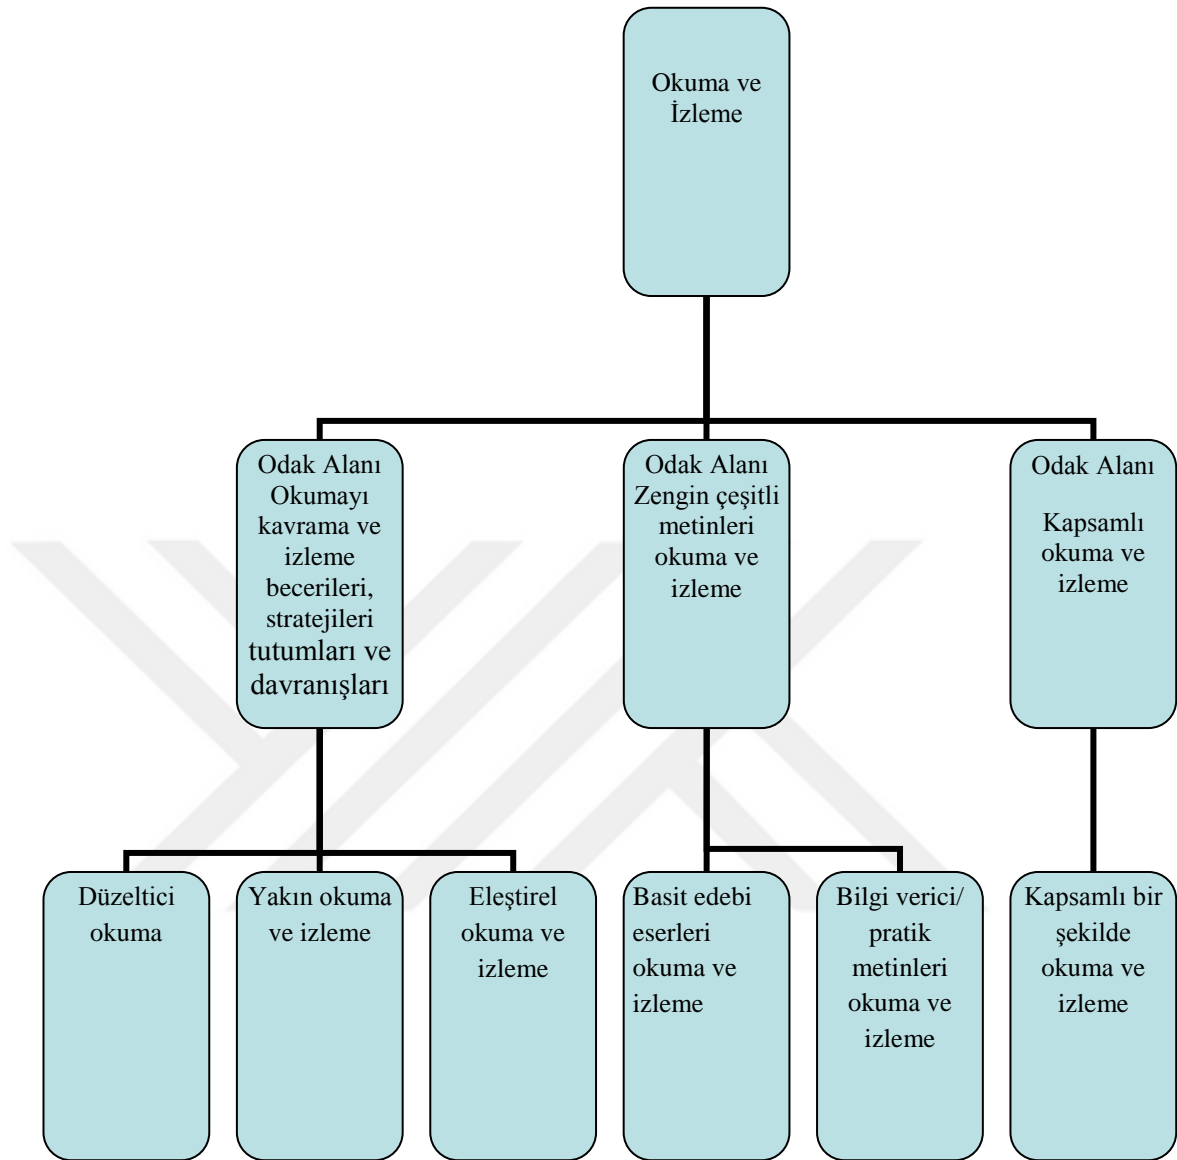 Okuma ve
İzleme
Odak Alanı
Okumayı
kavrama ve
izleme
becerileri,
stratejileri
tutumları ve
davranışları
Odak Alanı
Zengin çeşitli
metinleri
okuma ve
izleme
Odak Alanı
Kapsamlı
okuma ve
izleme
Düzeltici
okuma
Yakın okuma
ve izleme
Eleştirel
okuma ve
izleme
Basit edebi
eserleri
okuma ve
izleme
Bilgi verici/
pratik
metinleri
okuma ve
izleme
Kapsamlı bir
şekilde
okuma ve
izleme